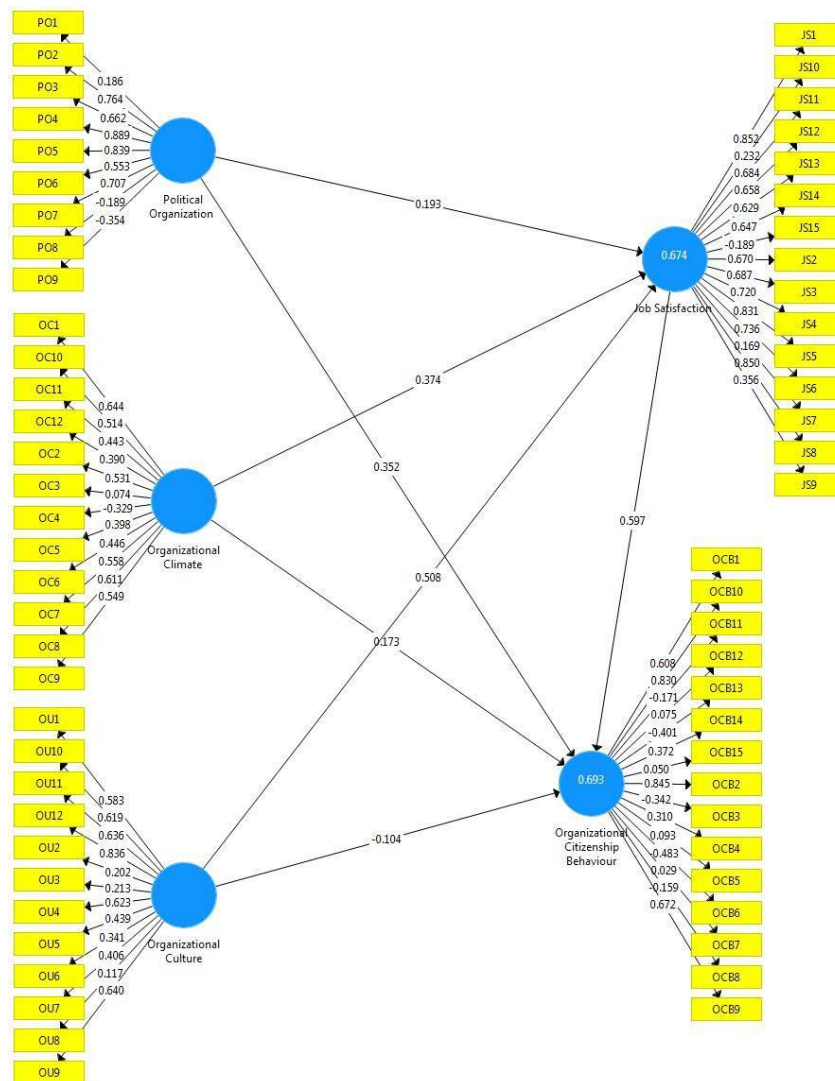 PO1
PO2
PO3
PO4
PO5
PO6
PO7
PO8
PO9
0.186
0.764
0.662
0.889
0.839
0.553
0.707
-0.189
-0.354
Political
Organization
OC1
OC10
OC11
OC12
OC2
OC3
OC4
OC5
OC6
OC7
OC8
OC9
0.644
0.514
0.443
0.390
0.531
0.074
-0.329
0.398
0.446
0.558
0.611
0.549
Organizational
Climate
OU1
OU10
OU11
OU12
OU2
OU3
OU4
OU5
OU6
OU7
OU8
OU9
0.583
0.619
0.636
0.836
0.202
0.213
0.623
0.439
0.341
0.406
0.117
0.640
Organizational
Culture
0.193
0.374
0.352
0.508
0.173
-0.104
0.597
0.674
Job Satisfaction
0.852
0.232
0.684
0.658
0.629
0.647
-0.189
0.670
0.687
0.720
0.831
0.736
0.169
0.850
0.356
JS1
JS10
JS11
JS12
JS13
JS14
JS15
JS2
JS3
JS4
JS5
JS6
JS7
JS8
JS9
0.693
Organizational
Citizenship
Behaviour
0.608
0.830
-0.171
0.075
-0.401
0.372
0.050
0.845
-0.342
0.310
0.093
-0.483
0.029
-0.159
0.672
OCB1
OCB10
OCB11
OCB12
OCB13
OCB14
OCB15
OCB2
OCB3
OCB4
OCB5
OCB6
OCB7
OCB8
OCB9